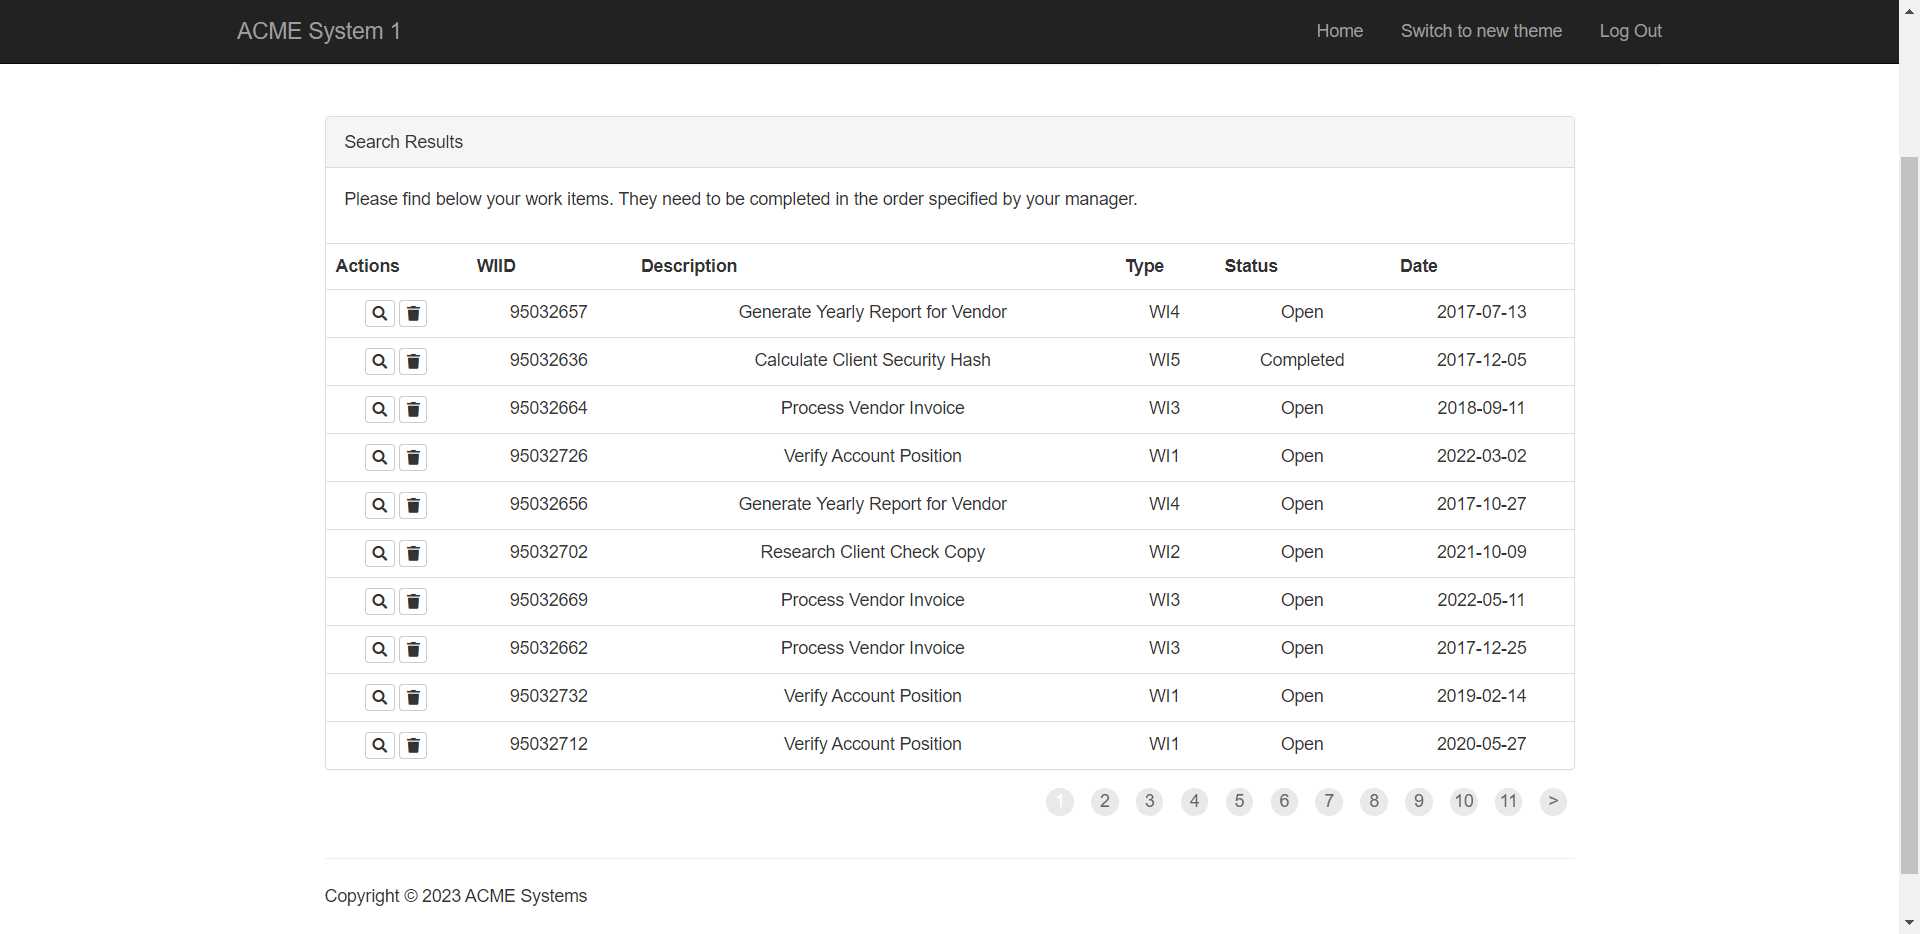 ACME System 1 Home Switch to new theme Log Out
Search Results
Please find below your work items. They need to be completed in the order specified by your manager.
Actions WIID Description Type Status Date
95032657 Generate Yearly Report for Vendor WI4 Open 2017-07-13
95032636 Calculate Client Security Hash WI5 Completed 2017-12-05
95032664 Process Vendor Invoice WI3 Open 2018-09-11
95032726 Verify Account Position WI1 Open 2022-03-02
95032656 Generate Yearly Report for Vendor WI4 Open 2017-10-27
95032702 Research Client Check Copy WI2 Open 2021-10-09
95032669 Process Vendor Invoice WI3 Open 2022-05-11
95032662 Process Vendor Invoice WI3 Open 2017-12-25
95032732 Verify Account Position WI1 Open 2019-02-14
95032712 Verify Account Position WI1 Open 2020-05-27
1 2 3 4 5 6 7 8 9 10 11 >
Copyright © 2023 ACME Systems